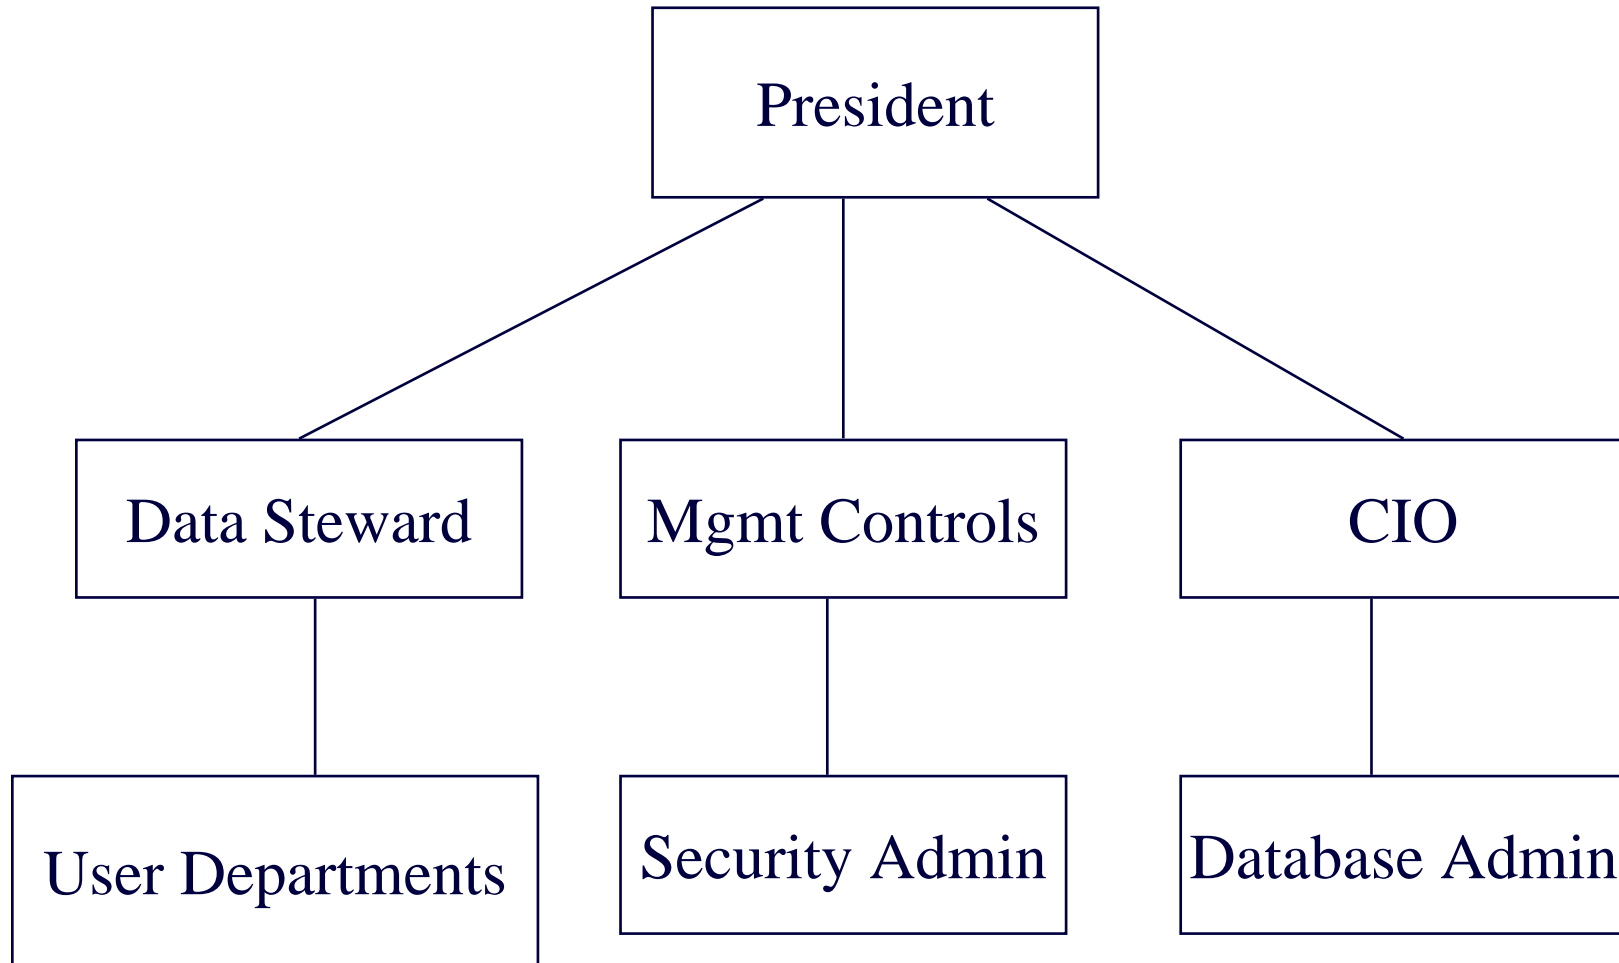 President
Data Steward
Mgmt Controls
CIO
User Departments
Security Admin
Database Admin